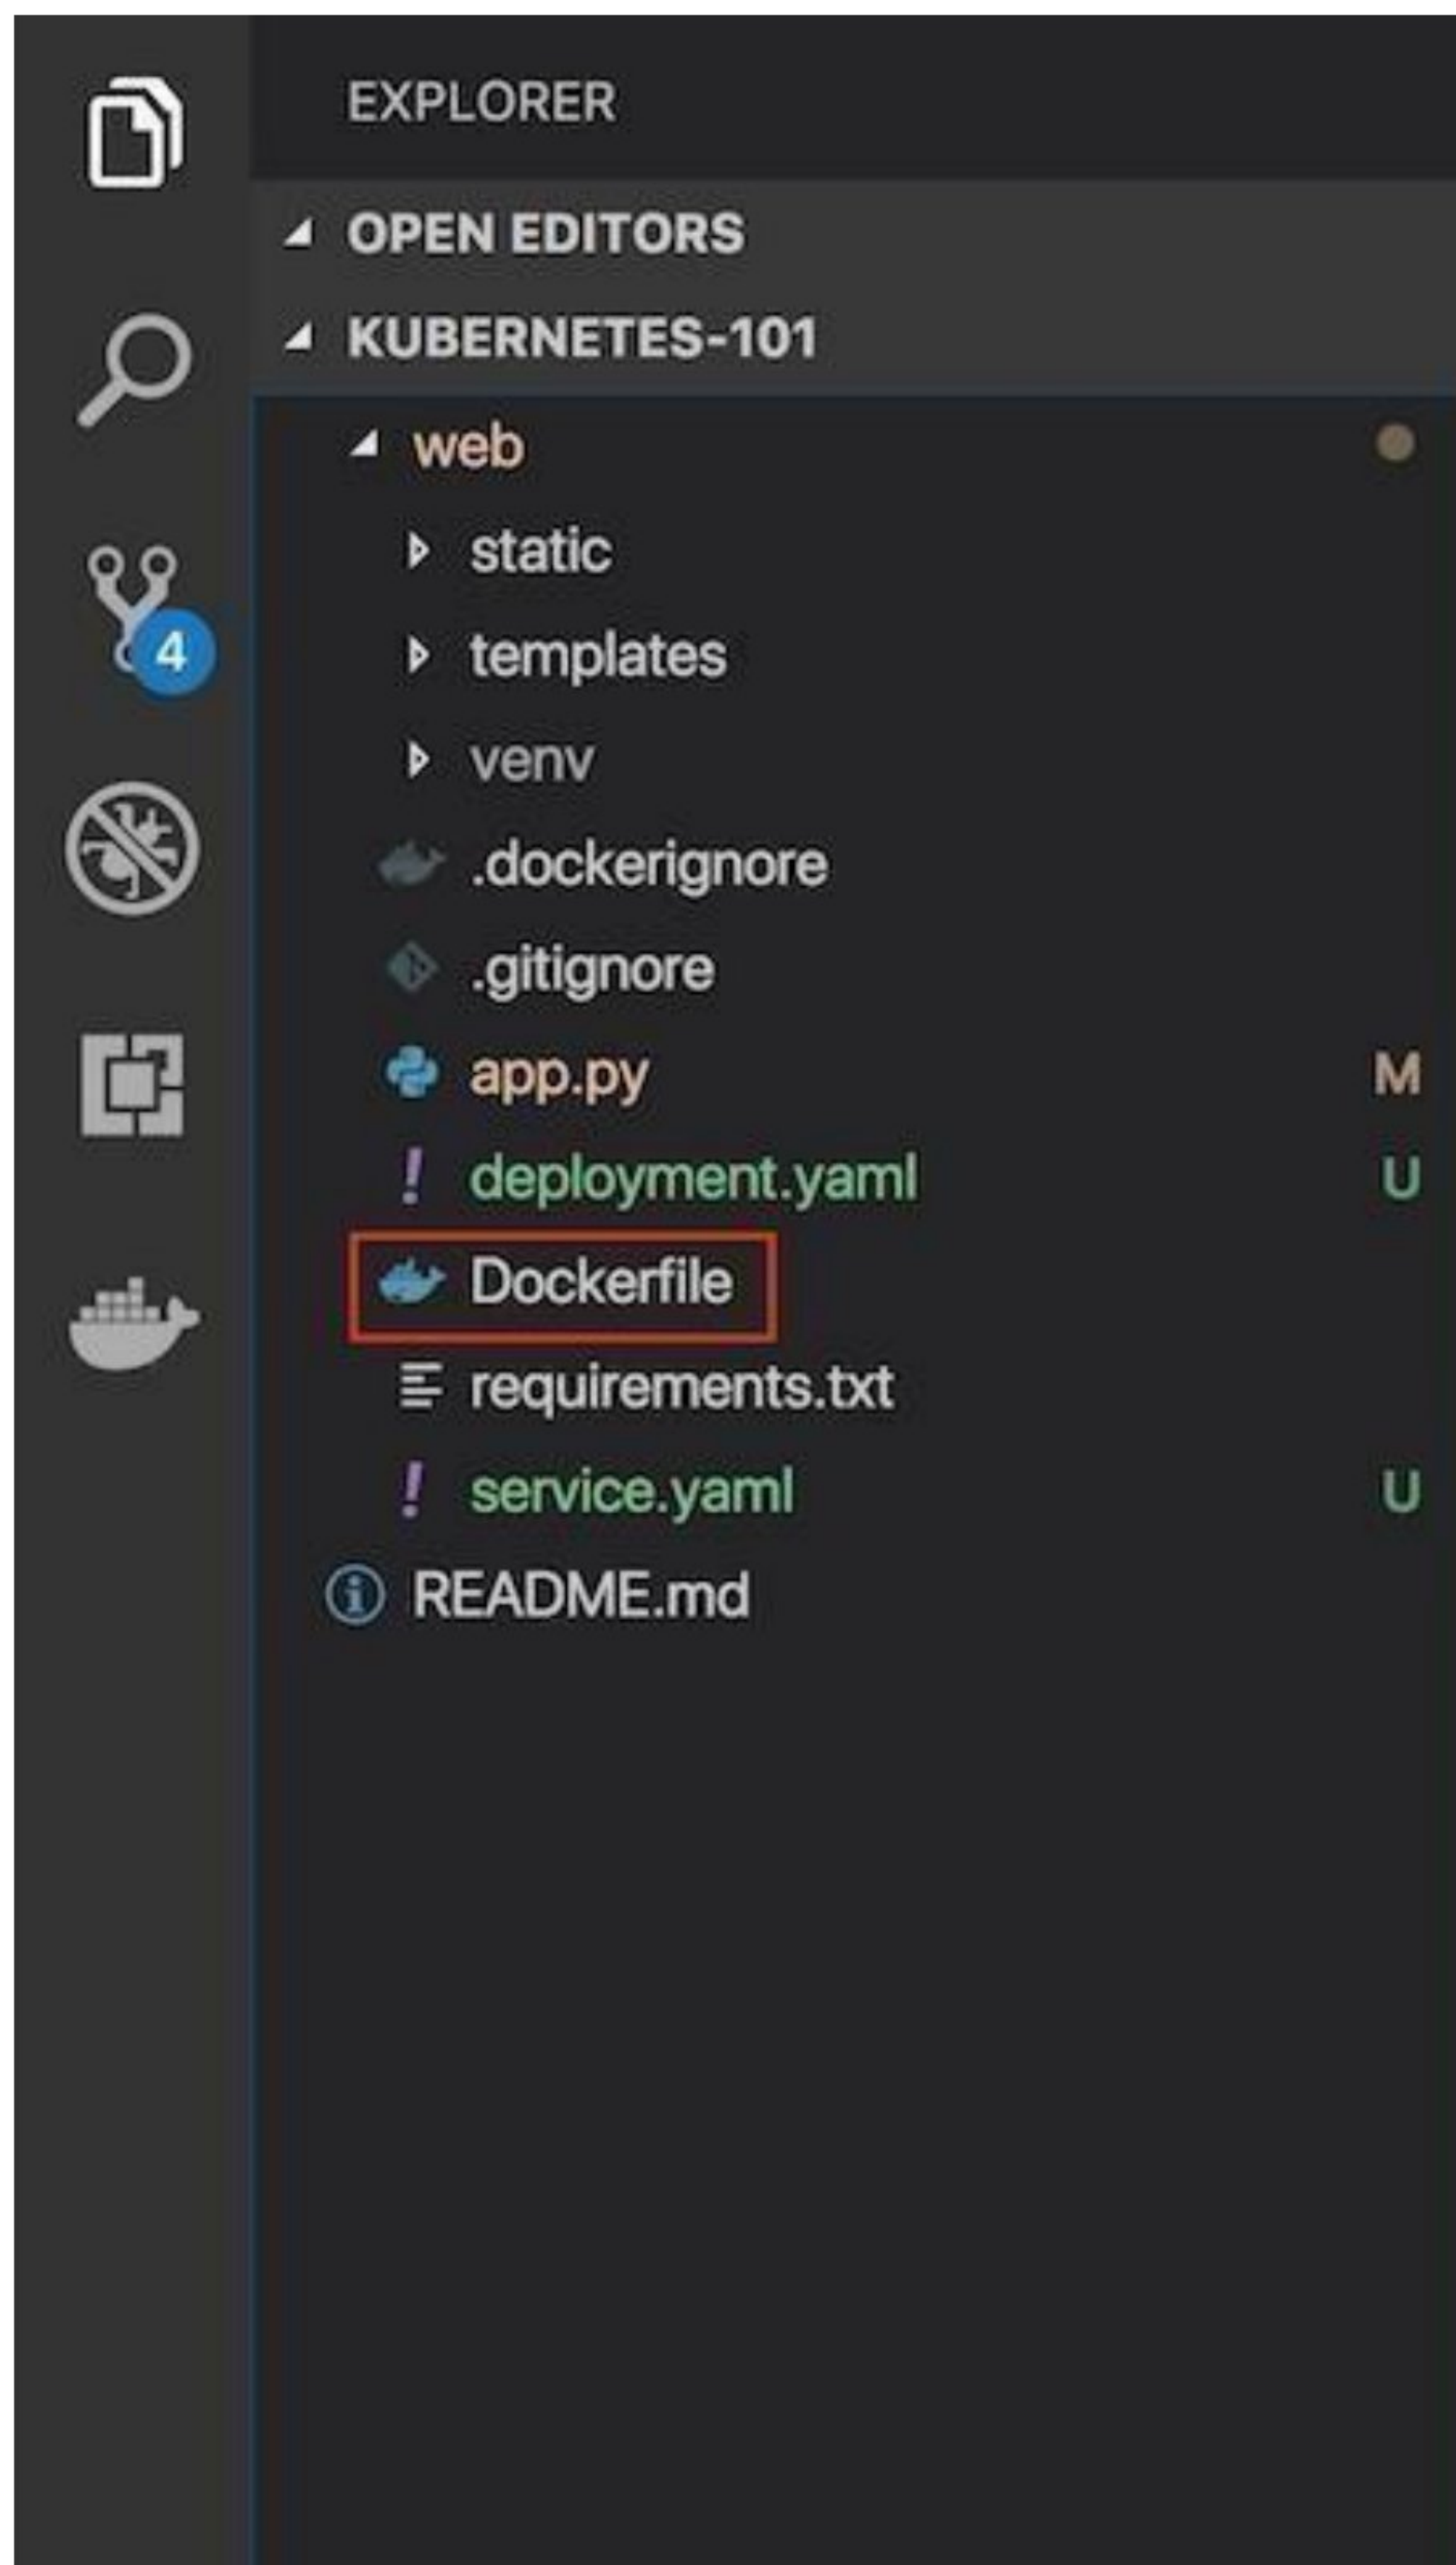 EXPLORER
OPEN EDITORS
KUBERNETES-101
web
static
templates
venv
.dockerignore
.gitignore
app.py M
deployment.yaml U
Dockerfile
requirements.txt
service.yaml U
README.md
4